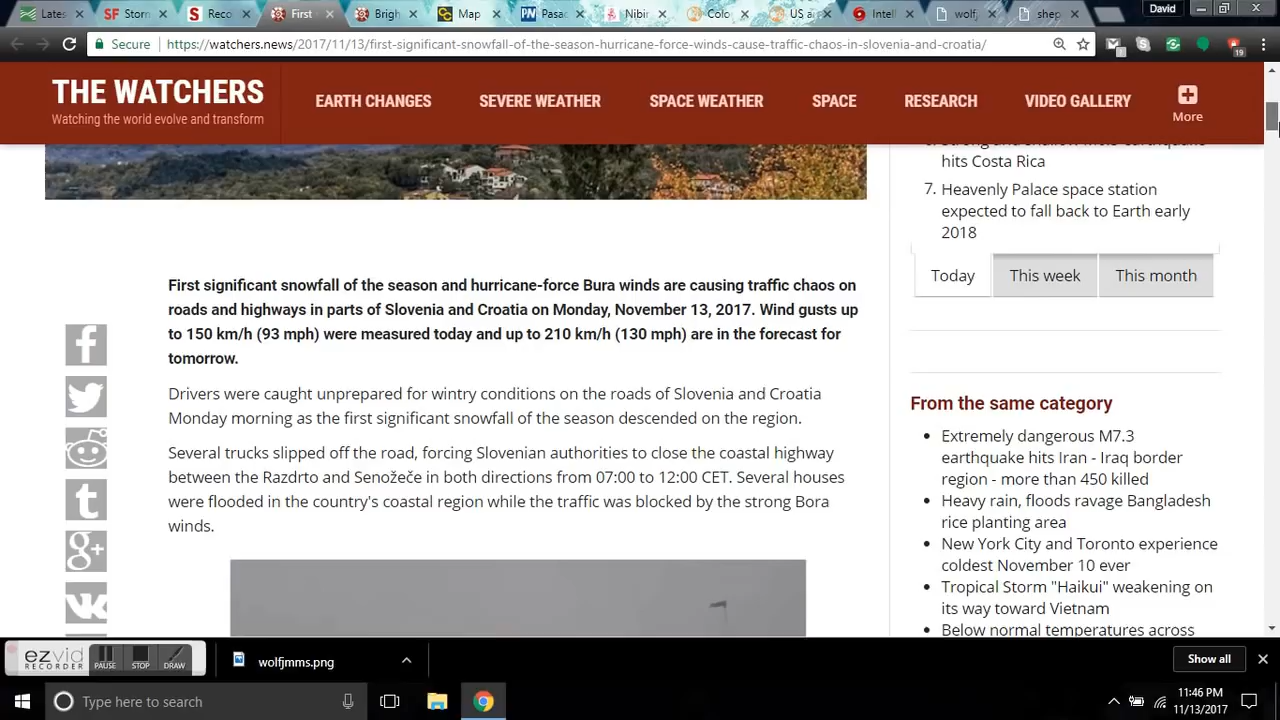 Lates
SF Storm
S Reco
First
Brigh
Map
PW Pasac
Nibir
Colo
US ar
Intell
wolfj
shep
David
Secure
https://watchers.news/2017/11/13/first-significant-snowfall-of-the-season-hurricane-force-winds-cause-traffic-chaos-in-slovenia-and-croatia/
1
19
THE WATCHERS
Watching the world evolve and transform
EARTH CHANGES
SEVERE WEATHER
SPACE WEATHER
SPACE
RESEARCH
VIDEO GALLERY
More
hits Costa Rica
7. Heavenly Palace space station
expected to fall back to Earth early
2018
Today
This week
This month
First significant snowfall of the season and hurricane-force Bura winds are causing traffic chaos on
roads and highways in parts of Slovenia and Croatia on Monday, November 13, 2017. Wind gusts up
to 150 km/h (93 mph) were measured today and up to 210 km/h (130 mph) are in the forecast for
tomorrow.
Drivers were caught unprepared for wintry conditions on the roads of Slovenia and Croatia
Monday morning as the first significant snowfall of the season descended on the region.
Several trucks slipped off the road, forcing Slovenian authorities to close the coastal highway
between the Razdrto and Senožeče in both directions from 07:00 to 12:00 CET. Several houses
were flooded in the country's coastal region while the traffic was blocked by the strong Bora
winds.
From the same category
Extremely dangerous M7.3
earthquake hits Iran - Iraq border
region - more than 450 killed
Heavy rain, floods ravage Bangladesh
rice planting area
New York City and Toronto experience
coldest November 10 ever
Tropical Storm "Haikui" weakening on
its way toward Vietnam
Below normal temperatures across
ezvid
RECORDER
PAUSE
STOP
DRAW
wolfjmms.png
Show all
Type here to search
11:46 PM
11/13/2017